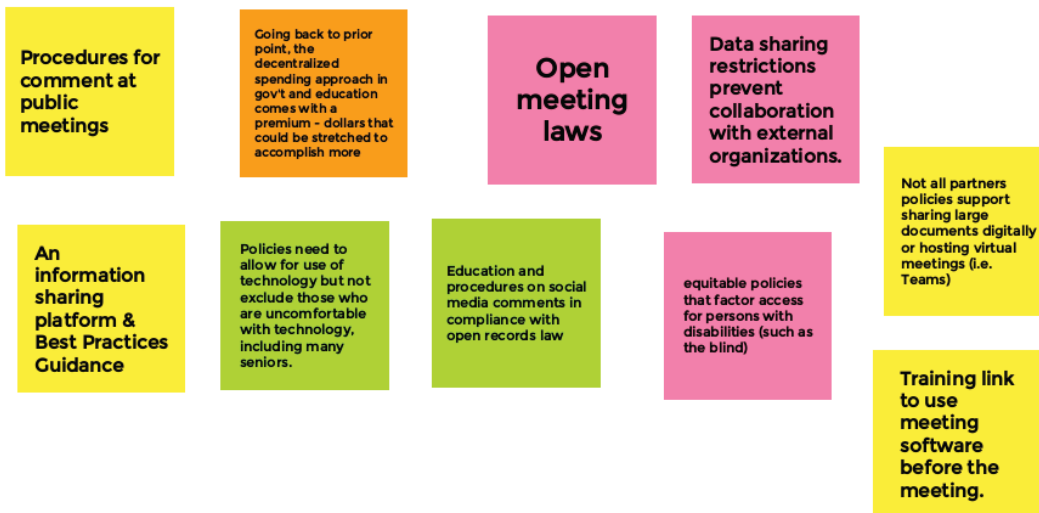 Procedures for
comment at
public
meetings
Going back to prior
point, the
decentralized
spending approach in
gov't and education
comes with a
premium - dollars that
could be stretched to
accomplish more
Open
meeting
laws
Data sharing
restrictions
prevent
collaboration
with external
organizations.
Not all partners
policies support
sharing large
documents digitally
or hosting virtual
meetings (i.e.
Teams)
An
information
sharing
platform &
Best Practices
Guidance
Policies need to
allow for use of
technology but not
exclude those who
are uncomfortable
with technology,
including many
seniors.
Education and
procedures on social
media comments in
compliance with
open records law
equitable policies
that factor access
for persons with
disabilities (such as
the blind)
Training link
to use
meeting
software
before the
meeting.